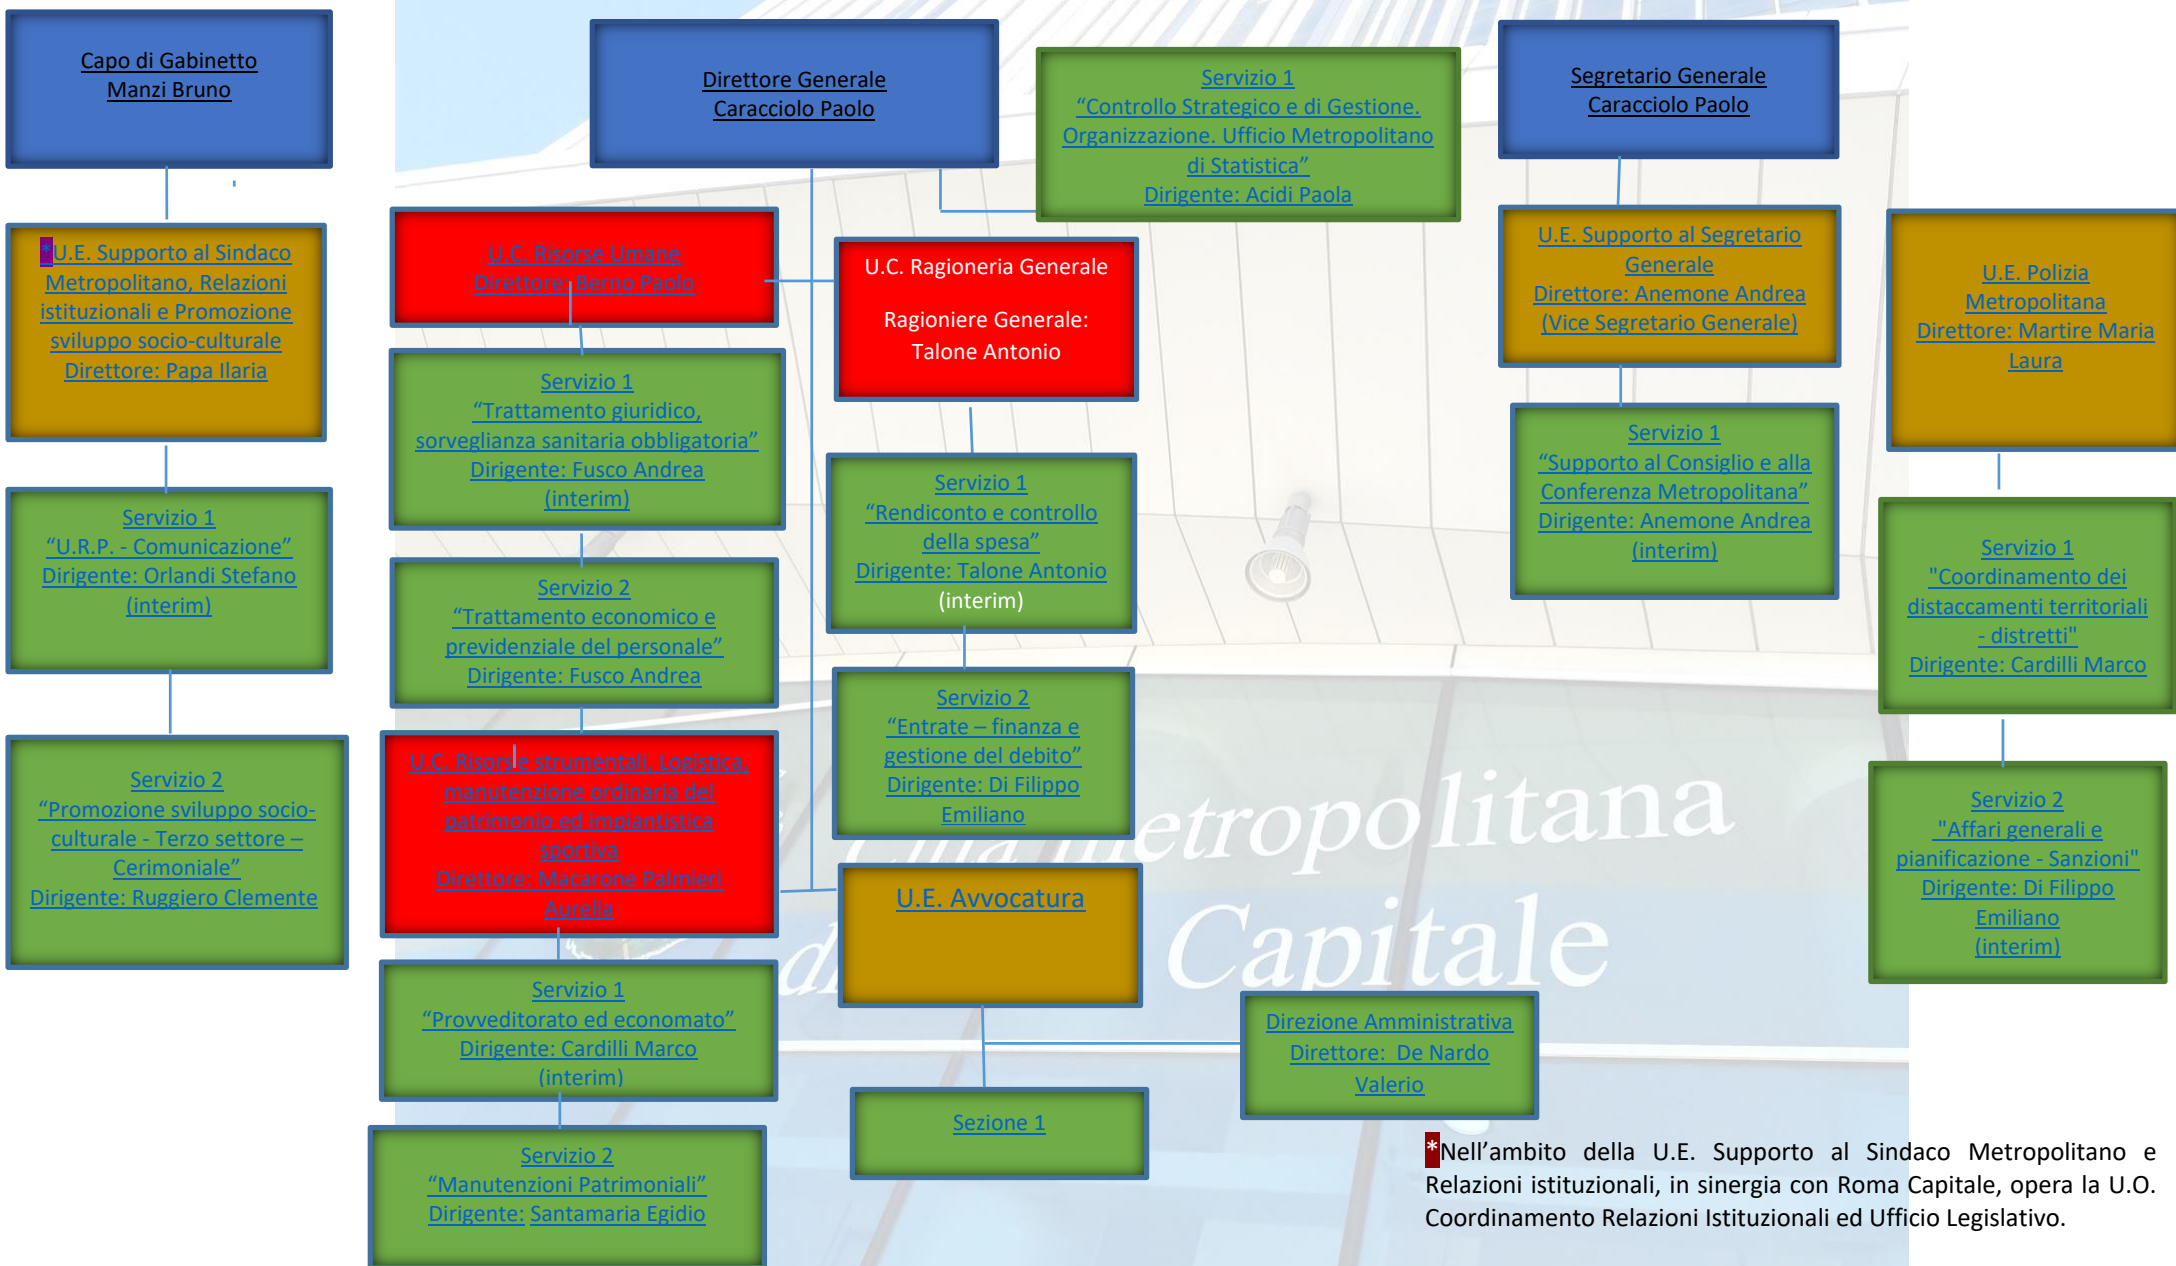 Capo di Gabinetto
Manzi Bruno
Direttore Generale
Caracciolo Paolo
Servizio 1
“Controllo Strategico e di Gestione.
Organizzazione. Ufficio Metropolitano
di Statistica”
Dirigente: Acidi Paola
Segretario Generale
Caracciolo Paolo
*U.E. Supporto al Sindaco
Metropolitano, Relazioni
istituzionali e Promozione
sviluppo socio-culturale
Direttore: Papa Ilaria
Servizio 1
“U.R.P. - Comunicazione”
Dirigente: Orlandi Stefano
(interim)
Servizio 2
“Promozione sviluppo socio-
culturale - Terzo settore –
Cerimoniale”
Dirigente: Ruggiero Clemente
U.C. Risorse Umane
Direttore: Berno Paolo
Servizio 1
“Trattamento giuridico,
sorveglianza sanitaria obbligatoria”
Dirigente: Fusco Andrea
(interim)
Servizio 2
“Trattamento economico e
previdenziale del personale”
Dirigente: Fusco Andrea
U.C. Risorse strumentali, Logistica,
manutenzione ordinaria del
patrimonio ed impiantistica
sportiva
Direttore: Macarone Palmieri
Aurelia
Servizio 1
“Provveditorato ed economato”
Dirigente: Cardilli Marco
(interim)
Servizio 2
“Manutenzioni Patrimoniali”
Dirigente: Santamaria Egidio
U.C. Ragioneria Generale
Ragioniere Generale:
Talone Antonio
Servizio 1
“Rendiconto e controllo
della spesa”
Dirigente: Talone Antonio
(interim)
Servizio 2
“Entrate – finanza e
gestione del debito”
Dirigente: Di Filippo
Emiliano
U.E. Avvocatura
Sezione 1
Direzione Amministrativa
Direttore:  De Nardo
Valerio
U.E. Supporto al Segretario
Generale
Direttore: Anemone Andrea
(Vice Segretario Generale)
Servizio 1
“Supporto al Consiglio e alla
Conferenza Metropolitana”
Dirigente: Anemone Andrea
(interim)
U.E. Polizia
Metropolitana
Direttore: Martire Maria
Laura
Servizio 1
"Coordinamento dei
distaccamenti territoriali
- distretti"
Dirigente: Cardilli Marco
Servizio 2
"Affari generali e
pianificazione - Sanzioni"
Dirigente: Di Filippo
Emiliano
(interim)
Città metropolitana
Capitale
*Nell’ambito della U.E. Supporto al Sindaco Metropolitano e
Relazioni istituzionali, in sinergia con Roma Capitale, opera la U.O.
Coordinamento Relazioni Istituzionali ed Ufficio Legislativo.